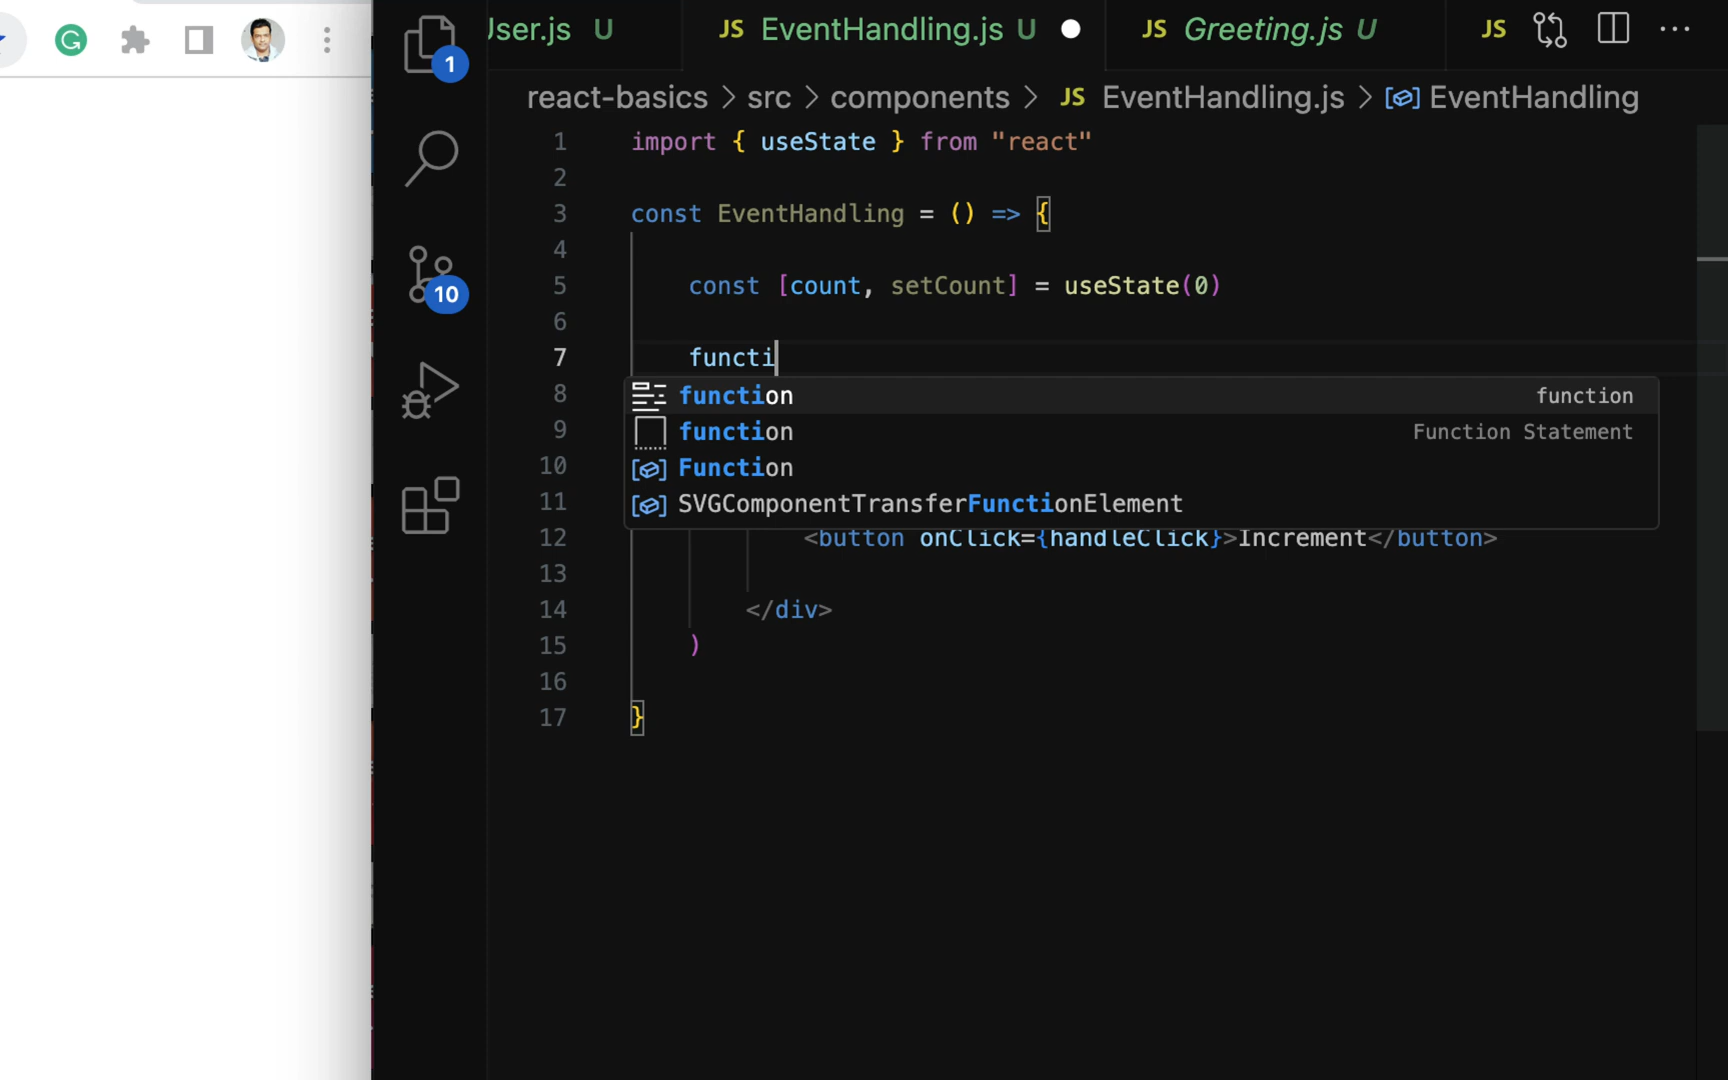 User.js U
JS EventHandling.js U
JS Greeting.js U
JS
1
10
react-basics > src > components > JS EventHandling.js > EventHandling
1 import { useState } from "react"
2
3 const EventHandling = () => {
4
5 const [count, setCount] = useState(0)
6
7 functi
8 function function
9 function Function Statement
10 Function
11 SVGComponentTransferFunctionElement
12 <button onClick={handleClick}>Increment</button>
13
14 </div>
15 )
16
17 }